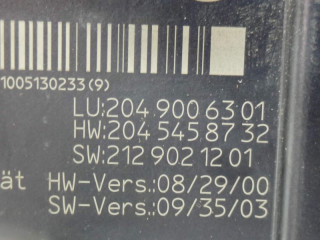 1005130233(9)
LU:204 900 63 01
HW:204 545 87 32
SW:212 902 12 01
ät HW-Vers.:08/29/00
SW-Vers.:09/35/03